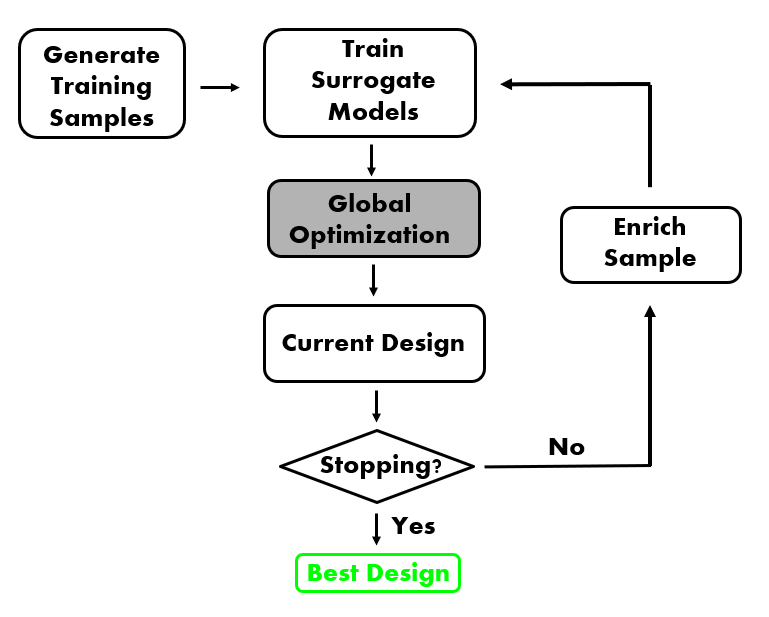 Generate
Training
Samples
Train
Surrogate
Models
Global
Optimization
Enrich
Sample
Current Design
Stopping?
No
Yes
Best Design